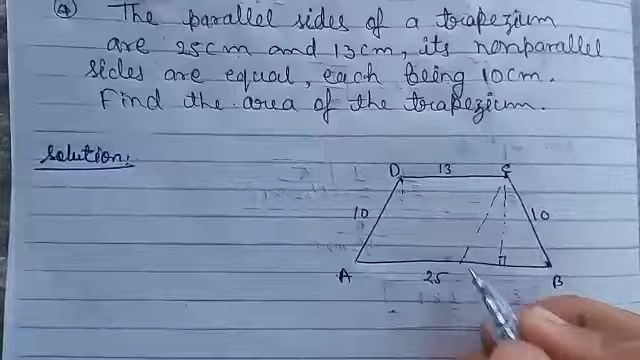 ④ The parallel sides of a trapezium
are 25cm and 13cm, its nonparallel
sides are equal, each being 10cm.
Find the area of the trapezium.
Solution:
D 13 C
10 10
A 25 B